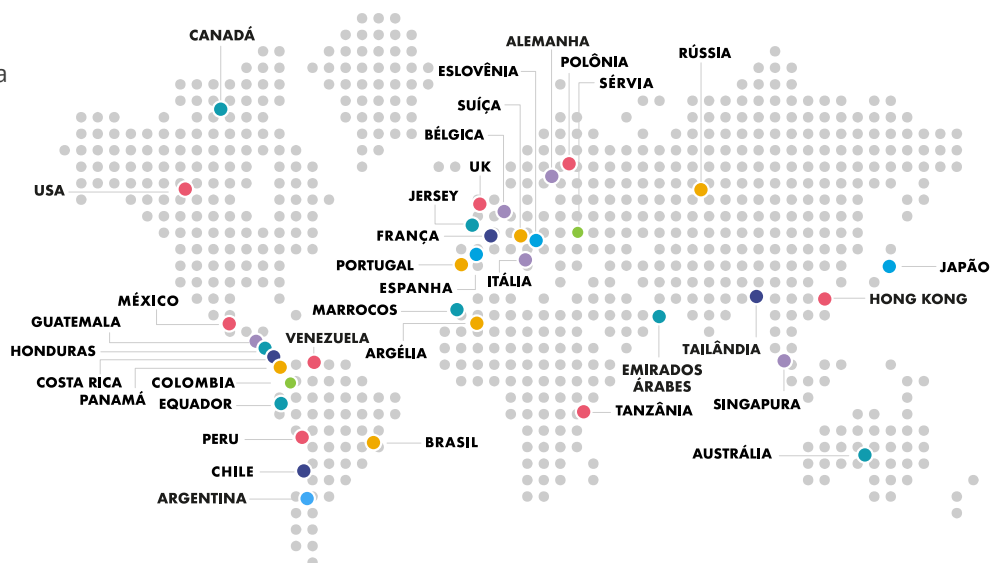 CANADÁ
ALEMANHA
RÚSSIA
POLÔNIA
ESLOVÊNIA
a
SÉRVIA
SUÍÇA
BÉLGICA
UK
USA
JERSEY
FRANÇA
PORTUGAL
JAPÃO
ITÁLIA
ESPANHA
MÉXICO
HONG KONG
MARROCOS
GUATEMALA
VENEZUELA
HONDURAS
ARGÉLIA
TAILÂNDIA
EMIRADOS
ÁRABES
COSTA RICA
COLOMBIA
PANAMÁ
EQUADOR
SINGAPURA
TANZÂNIA
PERU
BRASIL
AUSTRÁLIA
CHILE
ARGENTINA